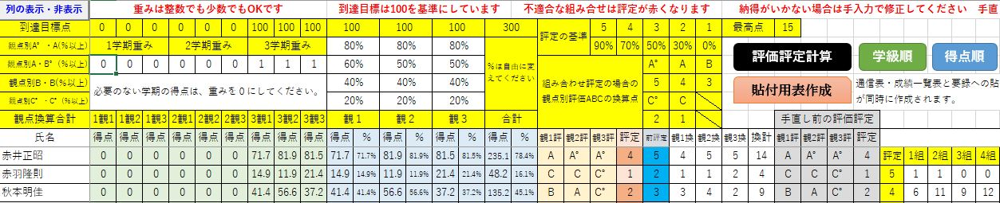 列の表示・非表示 重みは整数でも少数でもOKです 到達目標は100を基準にしています 不適合な組み合せは評定が赤くなります 納得がいかない場合は手入力で修正してください 手直
到達目標点 0 0 0 0 0 0 100 100 100 100 100 100 300 評定の基準 5 4 3 2 1 最高点 15
観点別A°・A(%以上) 1学期重み 2学期重み 3学期重み 80% 80% 80% 90% 70% 50% 30% 0%
観点別A・B°(%以上) 0 0 0 0 0 0 1 1 1 60% 50% 50% %は自由に変えてください 組み合わせ評定の場合の観点別評価ABCの換算点 A° A B 評価評定計算 学級順 得点順
観点別B・B(%以上) 必要のない学期の得点は、重みを0にしてください。 40% 40% 40% 5 4 3 貼付用表作成 通信表・成績一覧表と要録への貼
観点別C°・C°(%以上) 20% 20% 20% C° C が同時に作成されます。
観点換算合計 1観1 1観2 1観3 2観1 2観2 2観3 3観1 3観2 3観3 観1 観2 観3 合計 2 1 手直し前の評価評定
氏名 得点 得点 得点 得点 得点 得点 得点 得点 得点 得点 % 得点 % 得点 % 得点 % 観1評 観2評 観3評 評定 前評定 観1換 観2換 観3換 換計 観1評 観2評 観3評 評定
赤井正昭 0 0 0 0 0 0 71.7 81.9 81.5 71.7 71.7% 81.9 81.9% 81.5 81.5% 235.1 78.4% A A° A° 4 5 4 5 5 14 A A° A° 4 評定 1組 2組 3組 4組
赤羽隆則 0 0 0 0 0 0 14.9 11.9 21.4 14.9 14.9% 11.9 11.9% 21.4 21.4% 48.2 16.1% C C C° 1 2 1 1 2 4 C C C° 1 5 1 1 0 0
秋本明佳 0 0 0 0 0 0 41.4 56.6 37.2 41.4 41.4% 56.6 56.6% 37.2 37.2% 135.2 45.1% B A C° 2 3 3 4 2 9 B A C° 2 4 6 11 9 12